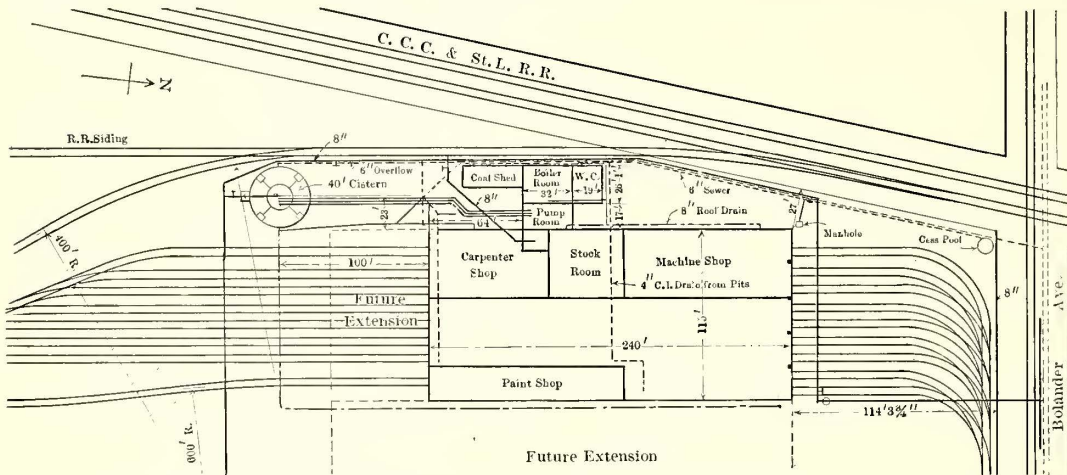 C. C. C. & St. L. R. R.
N
R.R. Siding
8"
6" Overflow
40' Cistern
Coal Shed
Boiler
Room
32'
W. C.
19'
26'
17'
8"
Pump
Room
23'
64'
6" Sewer
8" Roof Drain
27'
Manhole
Cess Pool
8"
Carpenter
Shop
Stock
Room
Machine Shop
4" C.I. Drain from Pits
100'
400' R.
Future
Extension
113'
240'
Paint Shop
114' 3¾"
600' R.
Future Extension
Bolander Ave.